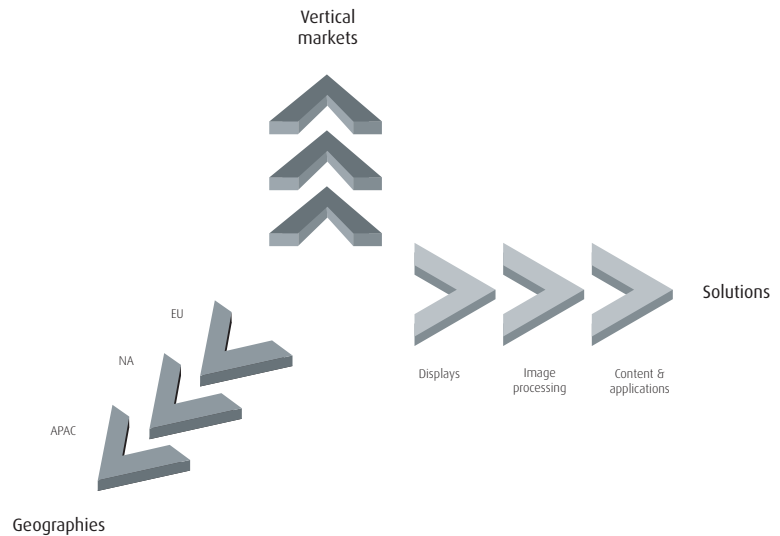 Vertical
markets
Solutions
Displays
Image
processing
Content &
applications
EU
NA
APAC
Geographies